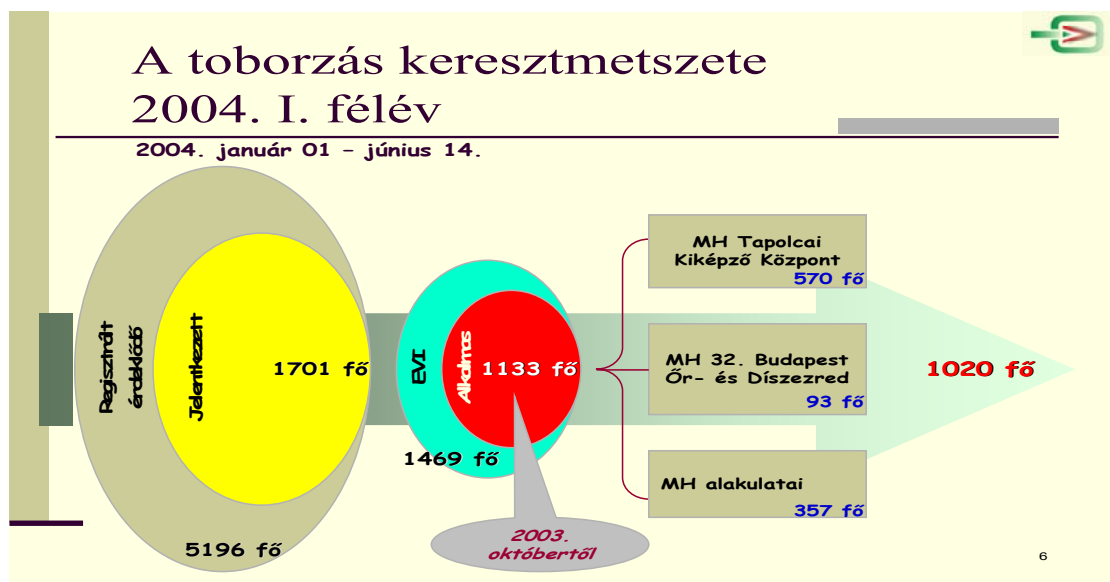 A toborzás keresztmetszete
2004. I. félév
2004. január 01 – június 14.
Regisztrált
érdeklődő
5196 fő
Jelentkezett
1701 fő
EVI
1469 fő
Alkalmas
1133 fő
2003.
októbertől
MH Tapolcai
Kiképző Központ
570 fő
MH 32. Budapest
Őr- és Díszezred
93 fő
MH alakulatai
357 fő
1020 fő
6